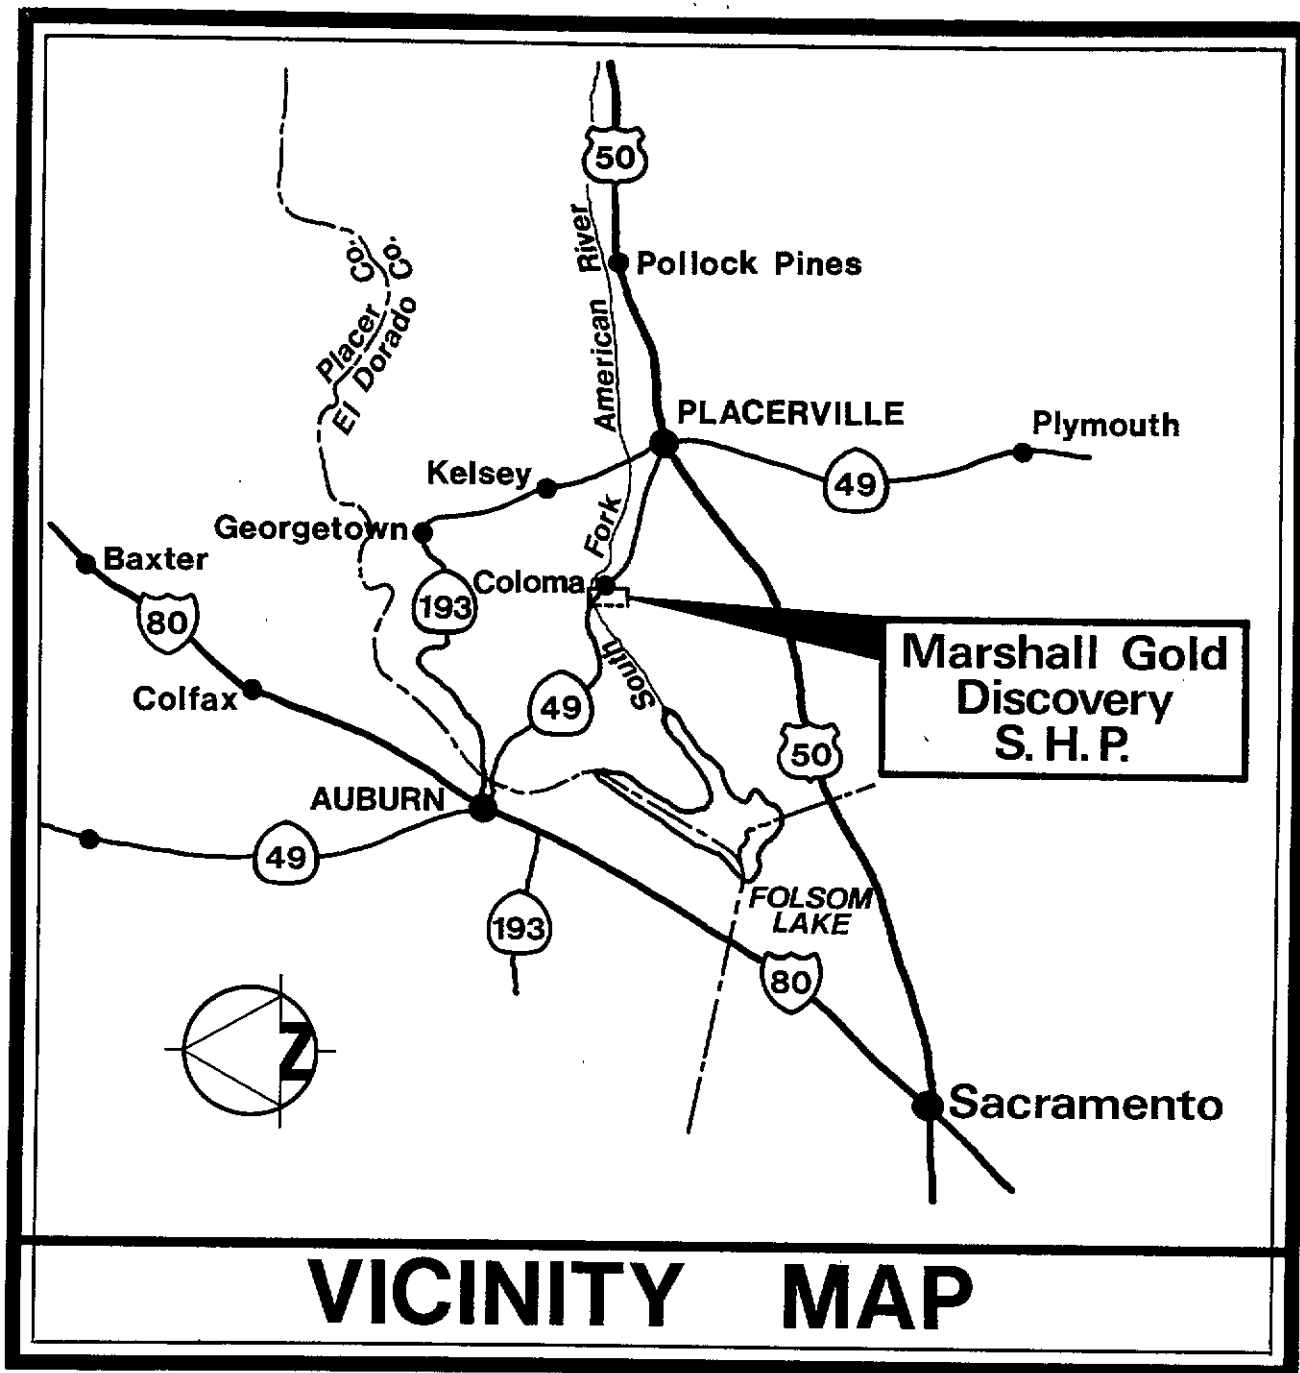 50
River
Co.
Co.
Pollock Pines
Placer
El Dorado
American
PLACERVILLE
Plymouth
Kelsey
49
Georgetown
Fork
Baxter
Coloma
193
80
Marshall Gold
Discovery
S. H. P.
South
Colfax
49
50
AUBURN
49
FOLSOM
LAKE
193
80
N
Sacramento
VICINITY MAP